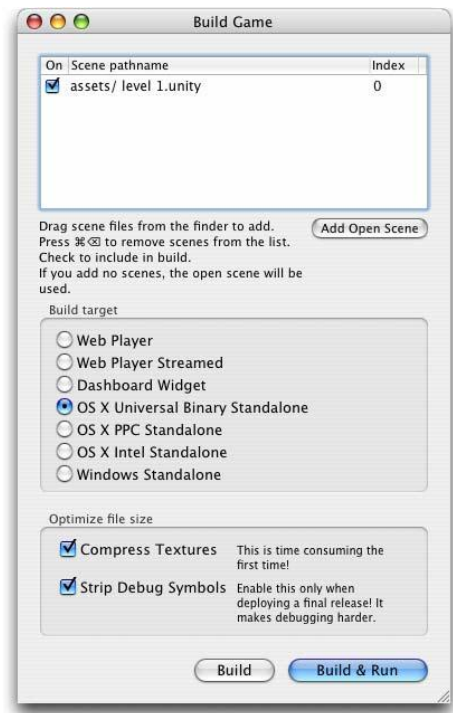 Build Game
On Scene pathname Index
assets/ level 1.unity 0
Drag scene files from the finder to add.
Press ⌘⌫ to remove scenes from the list.
Check to include in build.
If you add no scenes, the open scene will be
used.
Add Open Scene
Build target
Web Player
Web Player Streamed
Dashboard Widget
OS X Universal Binary Standalone
OS X PPC Standalone
OS X Intel Standalone
Windows Standalone
Optimize file size
Compress Textures
This is time consuming the
first time!
Strip Debug Symbols
Enable this only when
deploying a final release! It
makes debugging harder.
Build
Build & Run